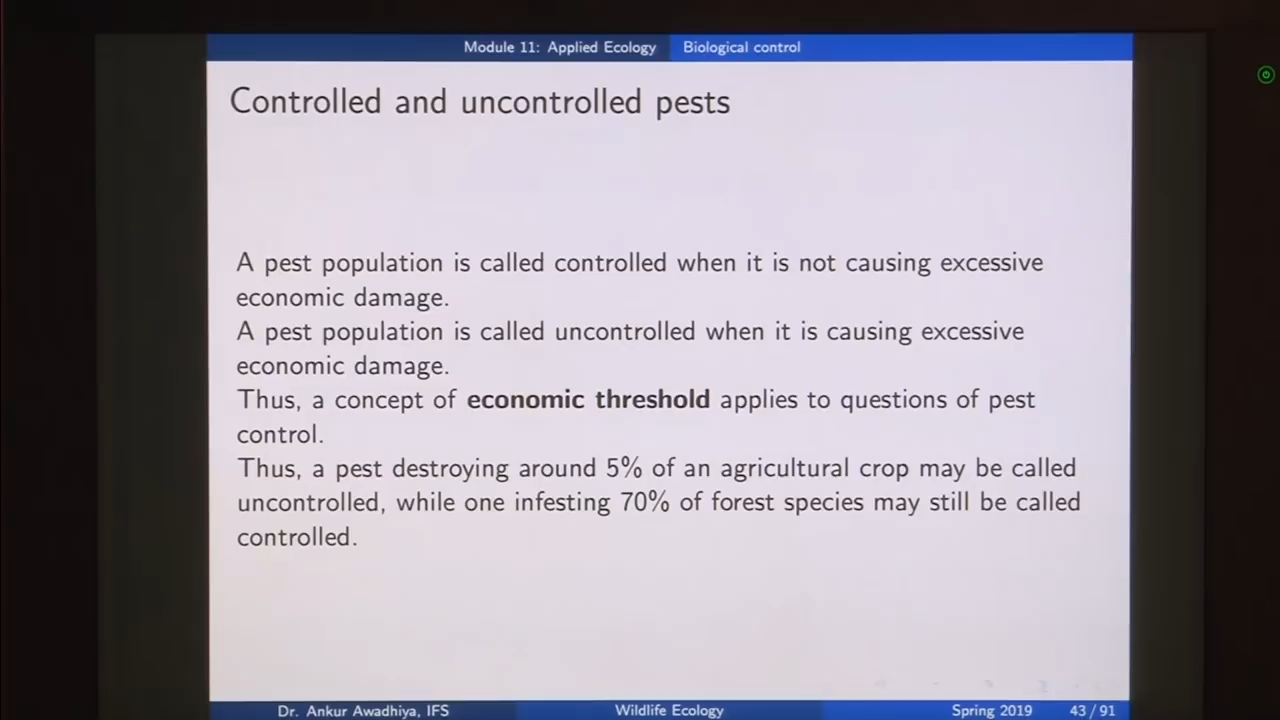 Module 11: Applied Ecology Biological control
Controlled and uncontrolled pests
A pest population is called controlled when it is not causing excessive
economic damage.
A pest population is called uncontrolled when it is causing excessive
economic damage.
Thus, a concept of economic threshold applies to questions of pest
control.
Thus, a pest destroying around 5% of an agricultural crop may be called
uncontrolled, while one infesting 70% of forest species may still be called
controlled.
Dr. Ankur Awadhiya, IFS Wildlife Ecology Spring 2019 43 / 91